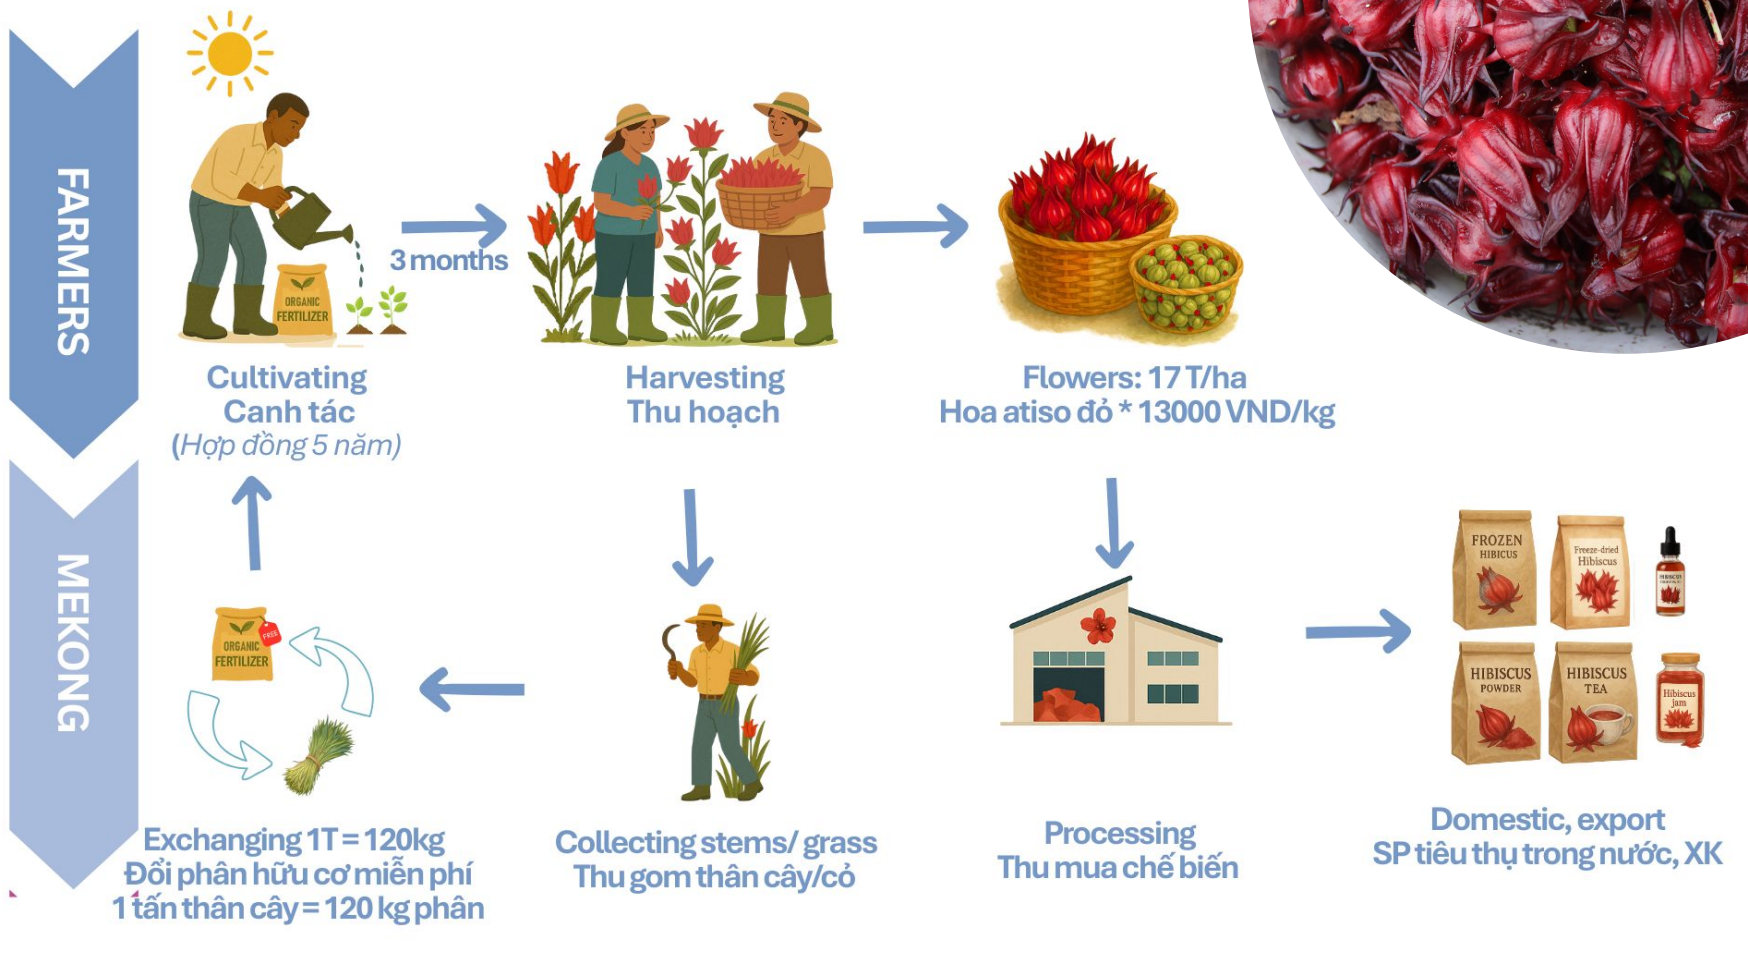 FARMERS
ORGANIC
FERTILIZER
3 months
Cultivating
Canh tác
(Hợp đồng 5 năm)
Harvesting
Thu hoạch
Flowers: 17 T/ha
Hoa atiso đỏ * 13000 VND/kg
MEKONG
ORGANIC
FERTILIZER
FREE
Exchanging 1T = 120kg
Đổi phân hữu cơ miễn phí
1 tấn thân cây = 120 kg phân
Collecting stems/ grass
Thu gom thân cây/cỏ
Processing
Thu mua chế biến
FROZEN
HIBICUS
Freeze-dried
Hibiscus
HIBISCUS
HIBISCUS
POWDER
HIBISCUS
TEA
Hibiscus
jam
Domestic, export
SP tiêu thụ trong nước, XK